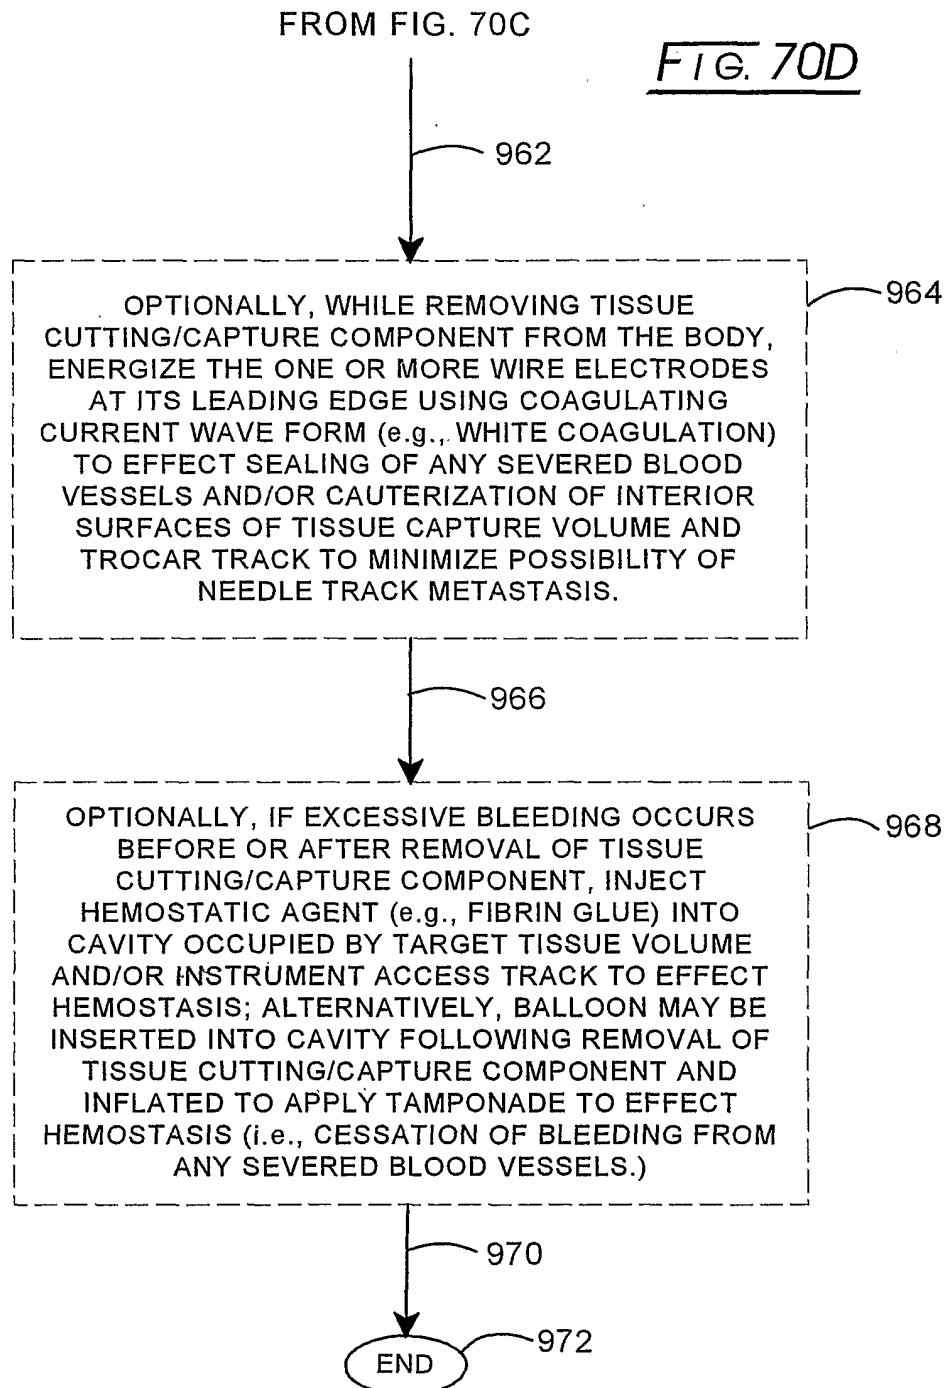 FROM FIG. 70C
FIG. 70D
962
964
OPTIONALLY, WHILE REMOVING TISSUE
CUTTING/CAPTURE COMPONENT FROM THE BODY,
ENERGIZE THE ONE OR MORE WIRE ELECTRODES
AT ITS LEADING EDGE USING COAGULATING
CURRENT WAVE FORM (e.g., WHITE COAGULATION)
TO EFFECT SEALING OF ANY SEVERED BLOOD
VESSELS AND/OR CAUTERIZATION OF INTERIOR
SURFACES OF TISSUE CAPTURE VOLUME AND
TROCAR TRACK TO MINIMIZE POSSIBILITY OF
NEEDLE TRACK METASTASIS.
966
968
OPTIONALLY, IF EXCESSIVE BLEEDING OCCURS
BEFORE OR AFTER REMOVAL OF TISSUE
CUTTING/CAPTURE COMPONENT, INJECT
HEMOSTATIC AGENT (e.g., FIBRIN GLUE) INTO
CAVITY OCCUPIED BY TARGET TISSUE VOLUME
AND/OR INSTRUMENT ACCESS TRACK TO EFFECT
HEMOSTASIS; ALTERNATIVELY, BALLOON MAY BE
INSERTED INTO CAVITY FOLLOWING REMOVAL OF
TISSUE CUTTING/CAPTURE COMPONENT AND
INFLATED TO APPLY TAMPONADE TO EFFECT
HEMOSTASIS (i.e., CESSATION OF BLEEDING FROM
ANY SEVERED BLOOD VESSELS.)
970
972
END